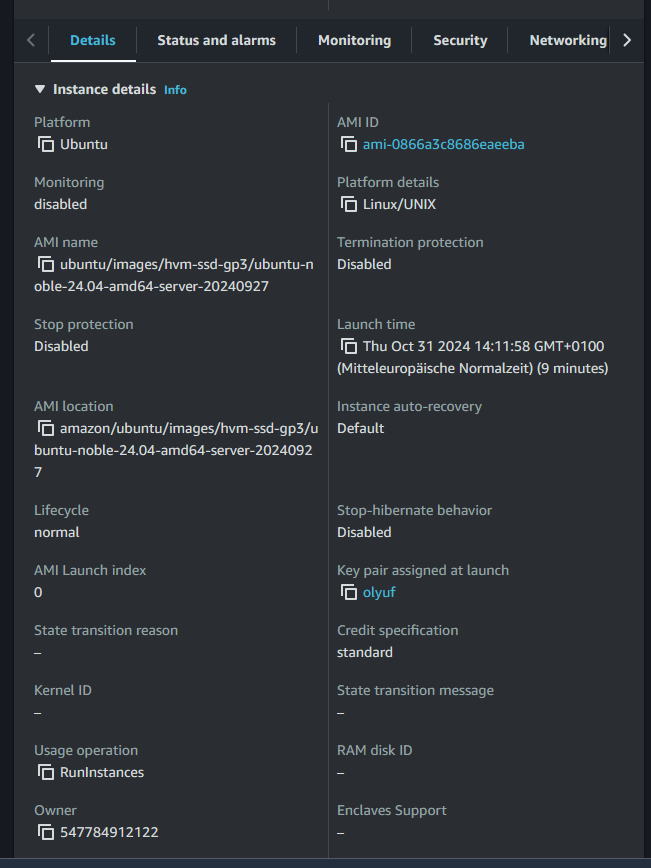 Details Status and alarms Monitoring Security Networking
Instance details Info
Platform
Ubuntu
AMI ID
ami-0866a3c8686eaeeba
Monitoring
disabled
Platform details
Linux/UNIX
AMI name
ubuntu/images/hvm-ssd-gp3/ubuntu-n
oble-24.04-amd64-server-20240927
Termination protection
Disabled
Stop protection
Disabled
Launch time
Thu Oct 31 2024 14:11:58 GMT+0100
(Mitteleuropäische Normalzeit) (9 minutes)
AMI location
amazon/ubuntu/images/hvm-ssd-gp3/u
buntu-noble-24.04-amd64-server-2024092
7
Instance auto-recovery
Default
Lifecycle
normal
Stop-hibernate behavior
Disabled
AMI Launch index
0
Key pair assigned at launch
olyuf
State transition reason
–
Credit specification
standard
Kernel ID
–
State transition message
–
Usage operation
RunInstances
RAM disk ID
–
Owner
547784912122
Enclaves Support
–